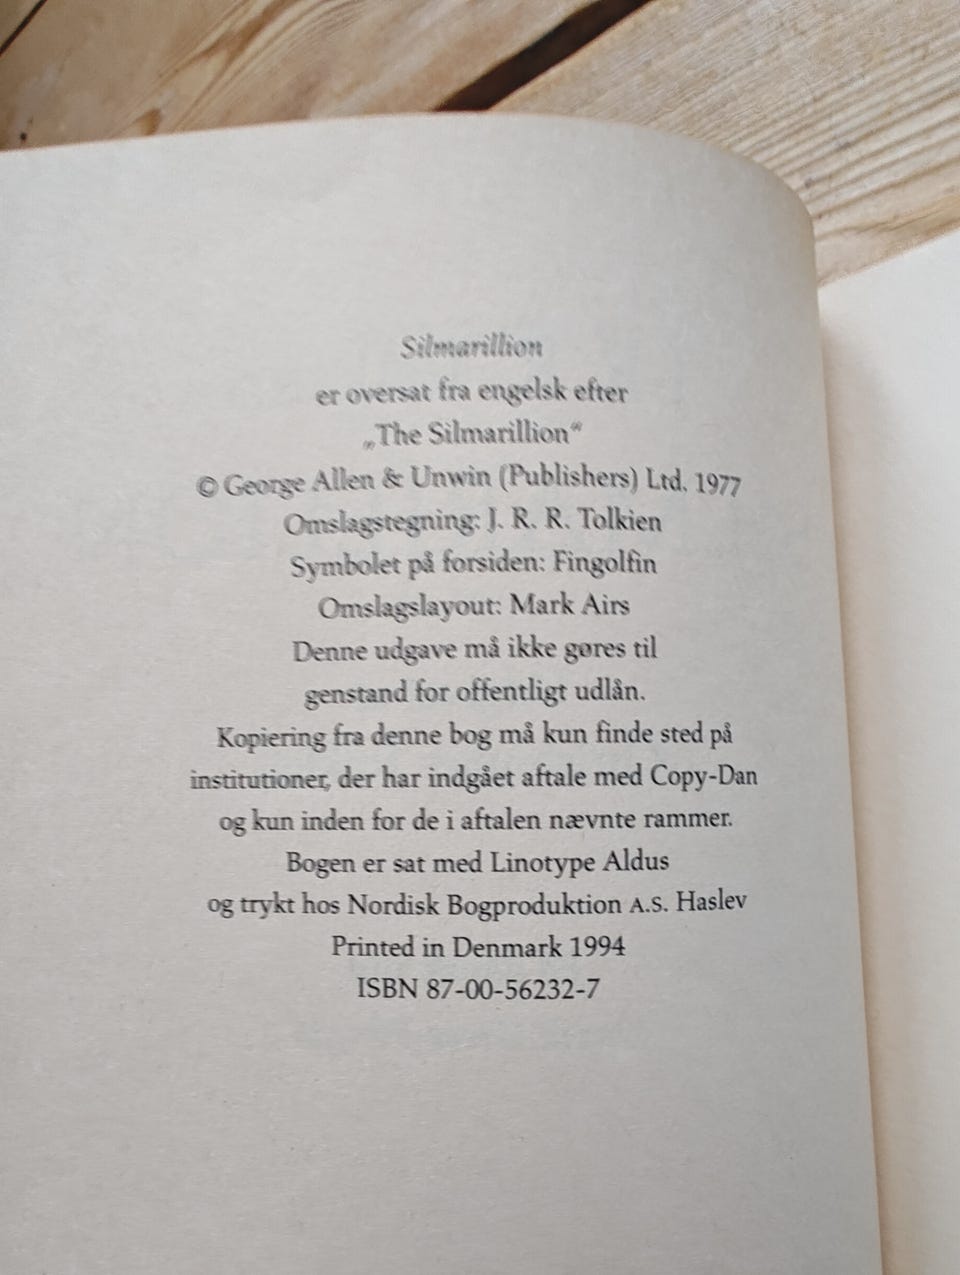 Silmarillion
er oversat fra engelsk efter
„The Silmarillion“
© George Allen & Unwin (Publishers) Ltd. 1977
Omslagstegning: J. R. R. Tolkien
Symbolet på forsiden: Fingolfin
Omslagslayout: Mark Airs
Denne udgave må ikke gøres til
genstand for offentligt udlån.
Kopiering fra denne bog må kun finde sted på
institutioner, der har indgået aftale med Copy-Dan
og kun inden for de i aftalen nævnte rammer.
Bogen er sat med Linotype Aldus
og trykt hos Nordisk Bogproduktion A.S. Haslev
Printed in Denmark 1994
ISBN 87-00-56232-7